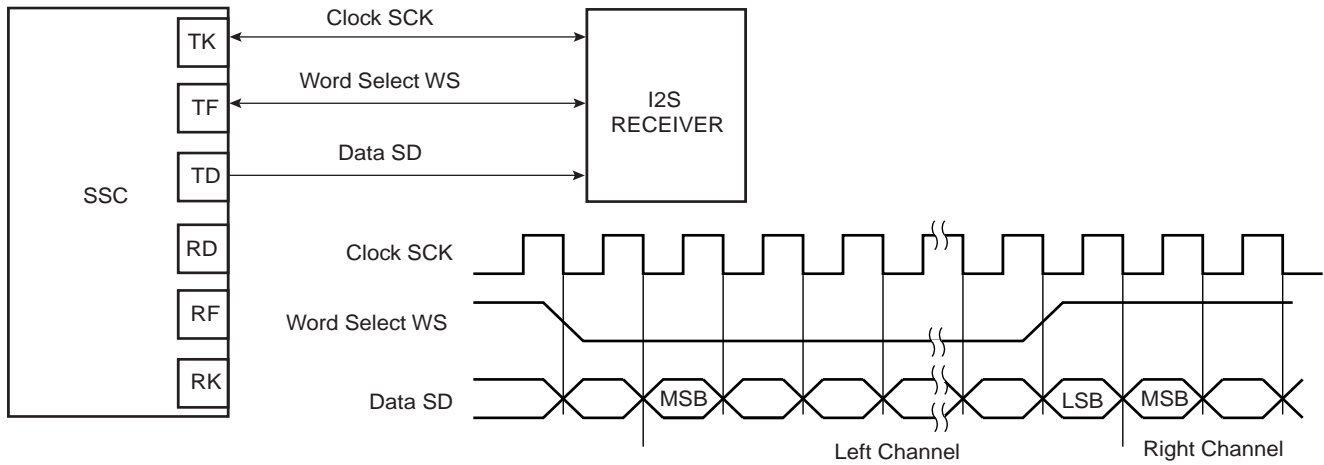 SSC
TK
TF
TD
RD
RF
RK
Clock SCK
Word Select WS
Data SD
I2S
RECEIVER
Clock SCK
Word Select WS
Data SD
MSB
LSB
MSB
Left Channel
Right Channel